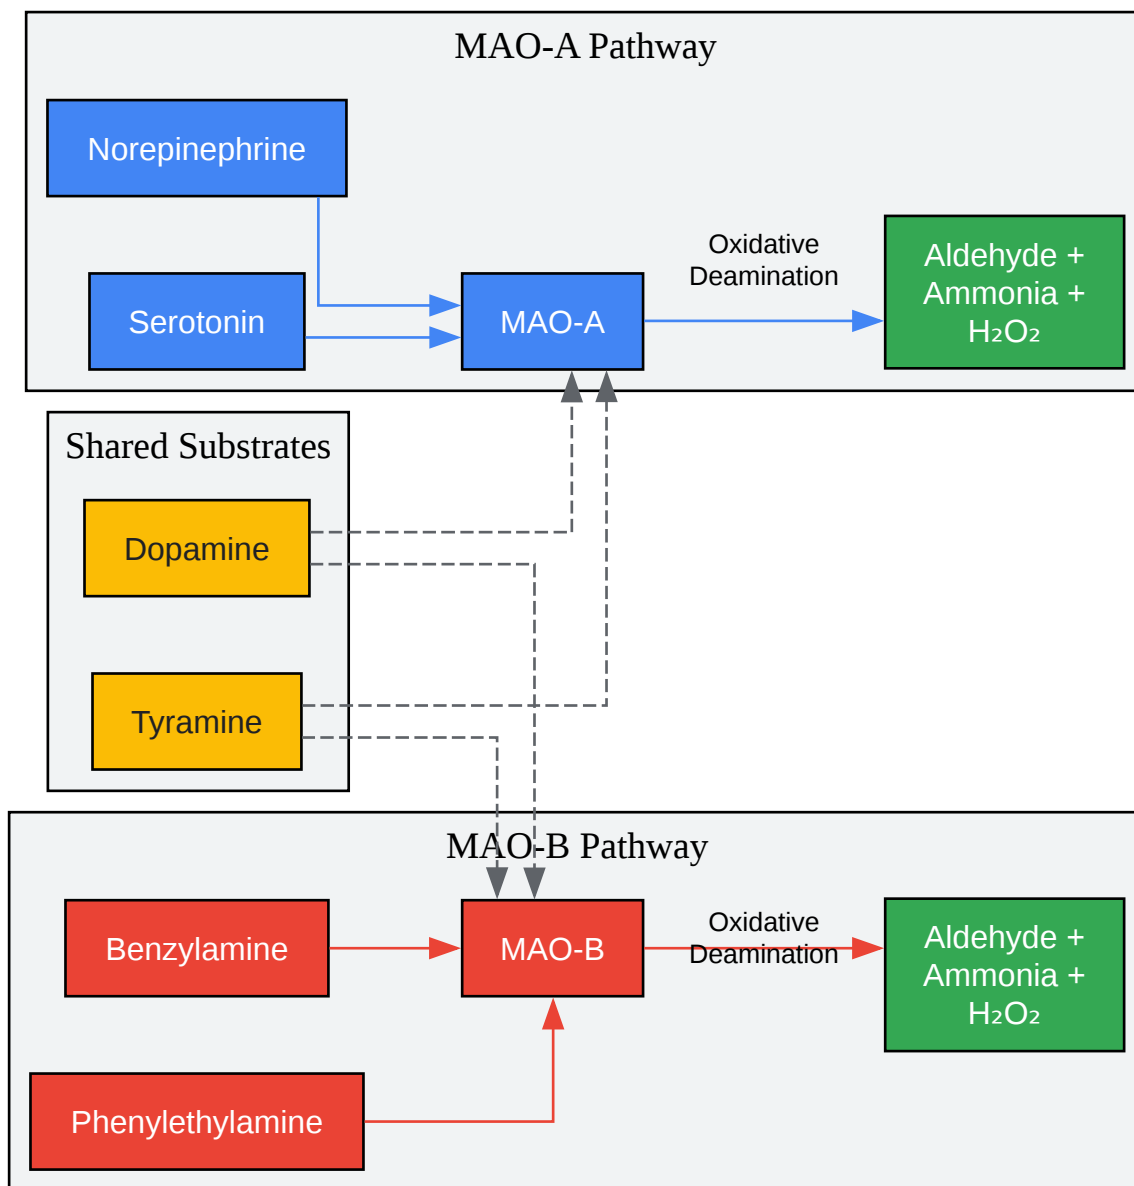 MAO-A Pathway
Norepinephrine
Serotonin
MAO-A
Oxidative
Deamination
Aldehyde +
Ammonia +
H₂O₂
Shared Substrates
Dopamine
Tyramine
MAO-B Pathway
Benzylamine
MAO-B
Oxidative
Deamination
Aldehyde +
Ammonia +
H₂O₂
Phenylethylamine